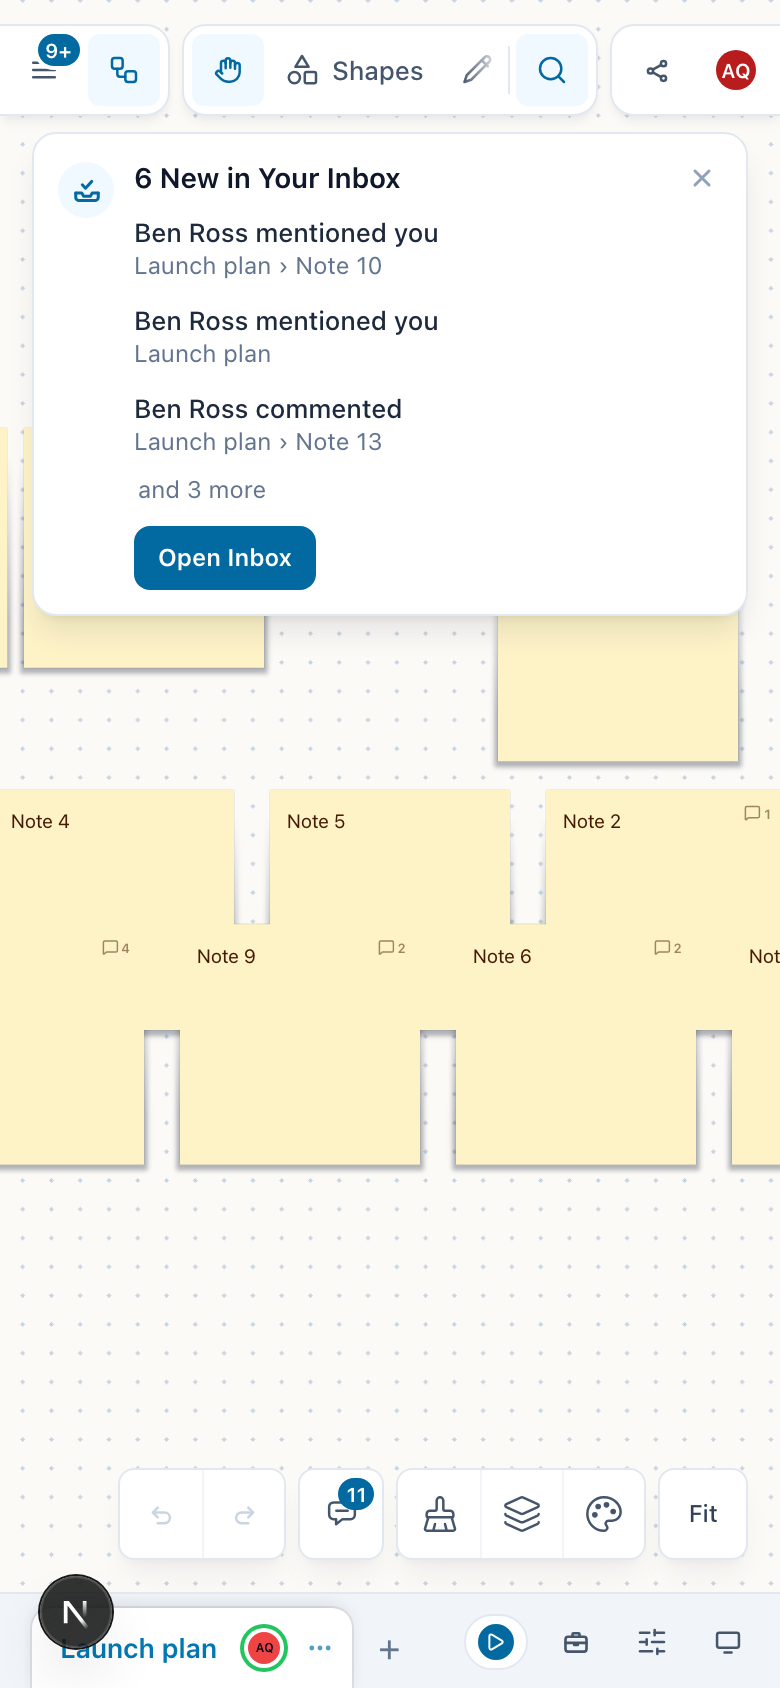 9+
Shapes
AQ
6 New in Your Inbox
Ben Ross mentioned you
Launch plan › Note 10
Ben Ross mentioned you
Launch plan
Ben Ross commented
Launch plan › Note 13
and 3 more
Open Inbox
Note 4
Note 5
Note 2
1
4
Note 9
2
Note 6
2
Not
11
Fit
N
Launch plan
AQ